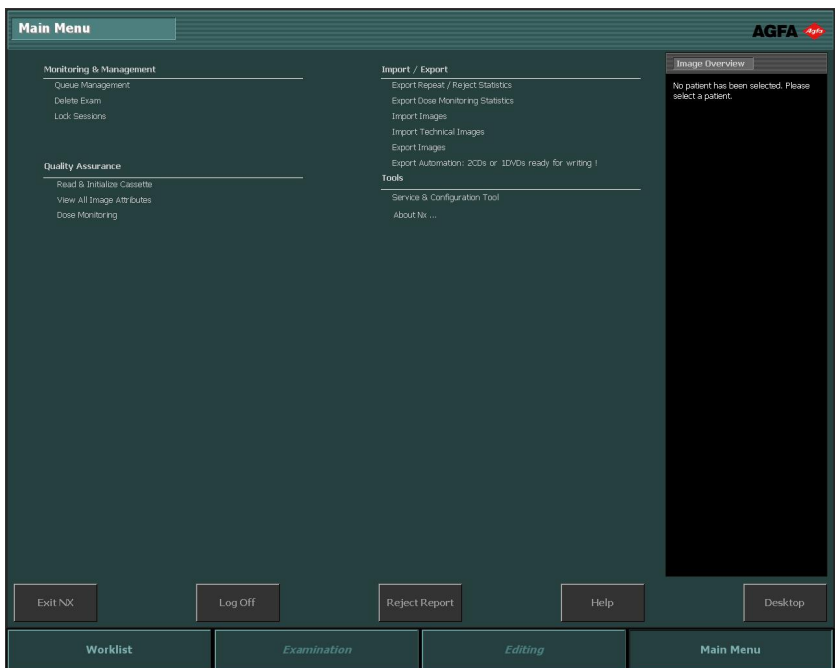 Main Menu
AGFA Agfa
Monitoring & Management
Queue Management
Delete Exam
Lock Sessions
Quality Assurance
Read & Initialize Cassette
View All Image Attributes
Dose Monitoring
Import / Export
Export Repeat / Reject Statistics
Export Dose Monitoring Statistics
Import Images
Import Technical Images
Export Images
Export Automation: 2CDs or 1DVDs ready for writing !
Tools
Service & Configuration Tool
About Nx ...
Image Overview
No patient has been selected. Please
select a patient.
Exit NX
Log Off
Reject Report
Help
Desktop
Worklist
Examination
Editing
Main Menu